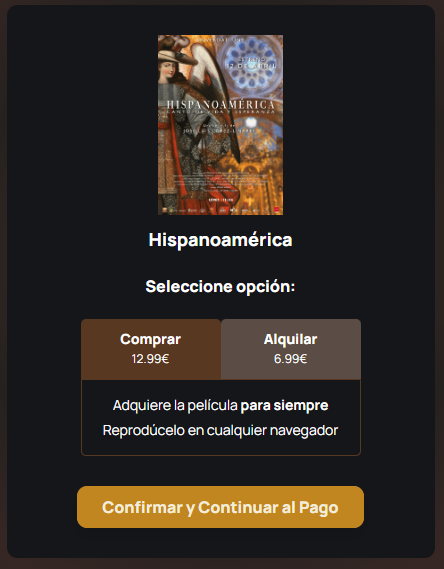 HISPANOAMÉRICA
CANTO DE VIDA Y ESPERANZA
Hispanoamérica
Seleccione opción:
Comprar Alquilar
12.99€ 6.99€
Adquiere la película para siempre
Reprodúcelo en cualquier navegador
Confirmar y Continuar al Pago